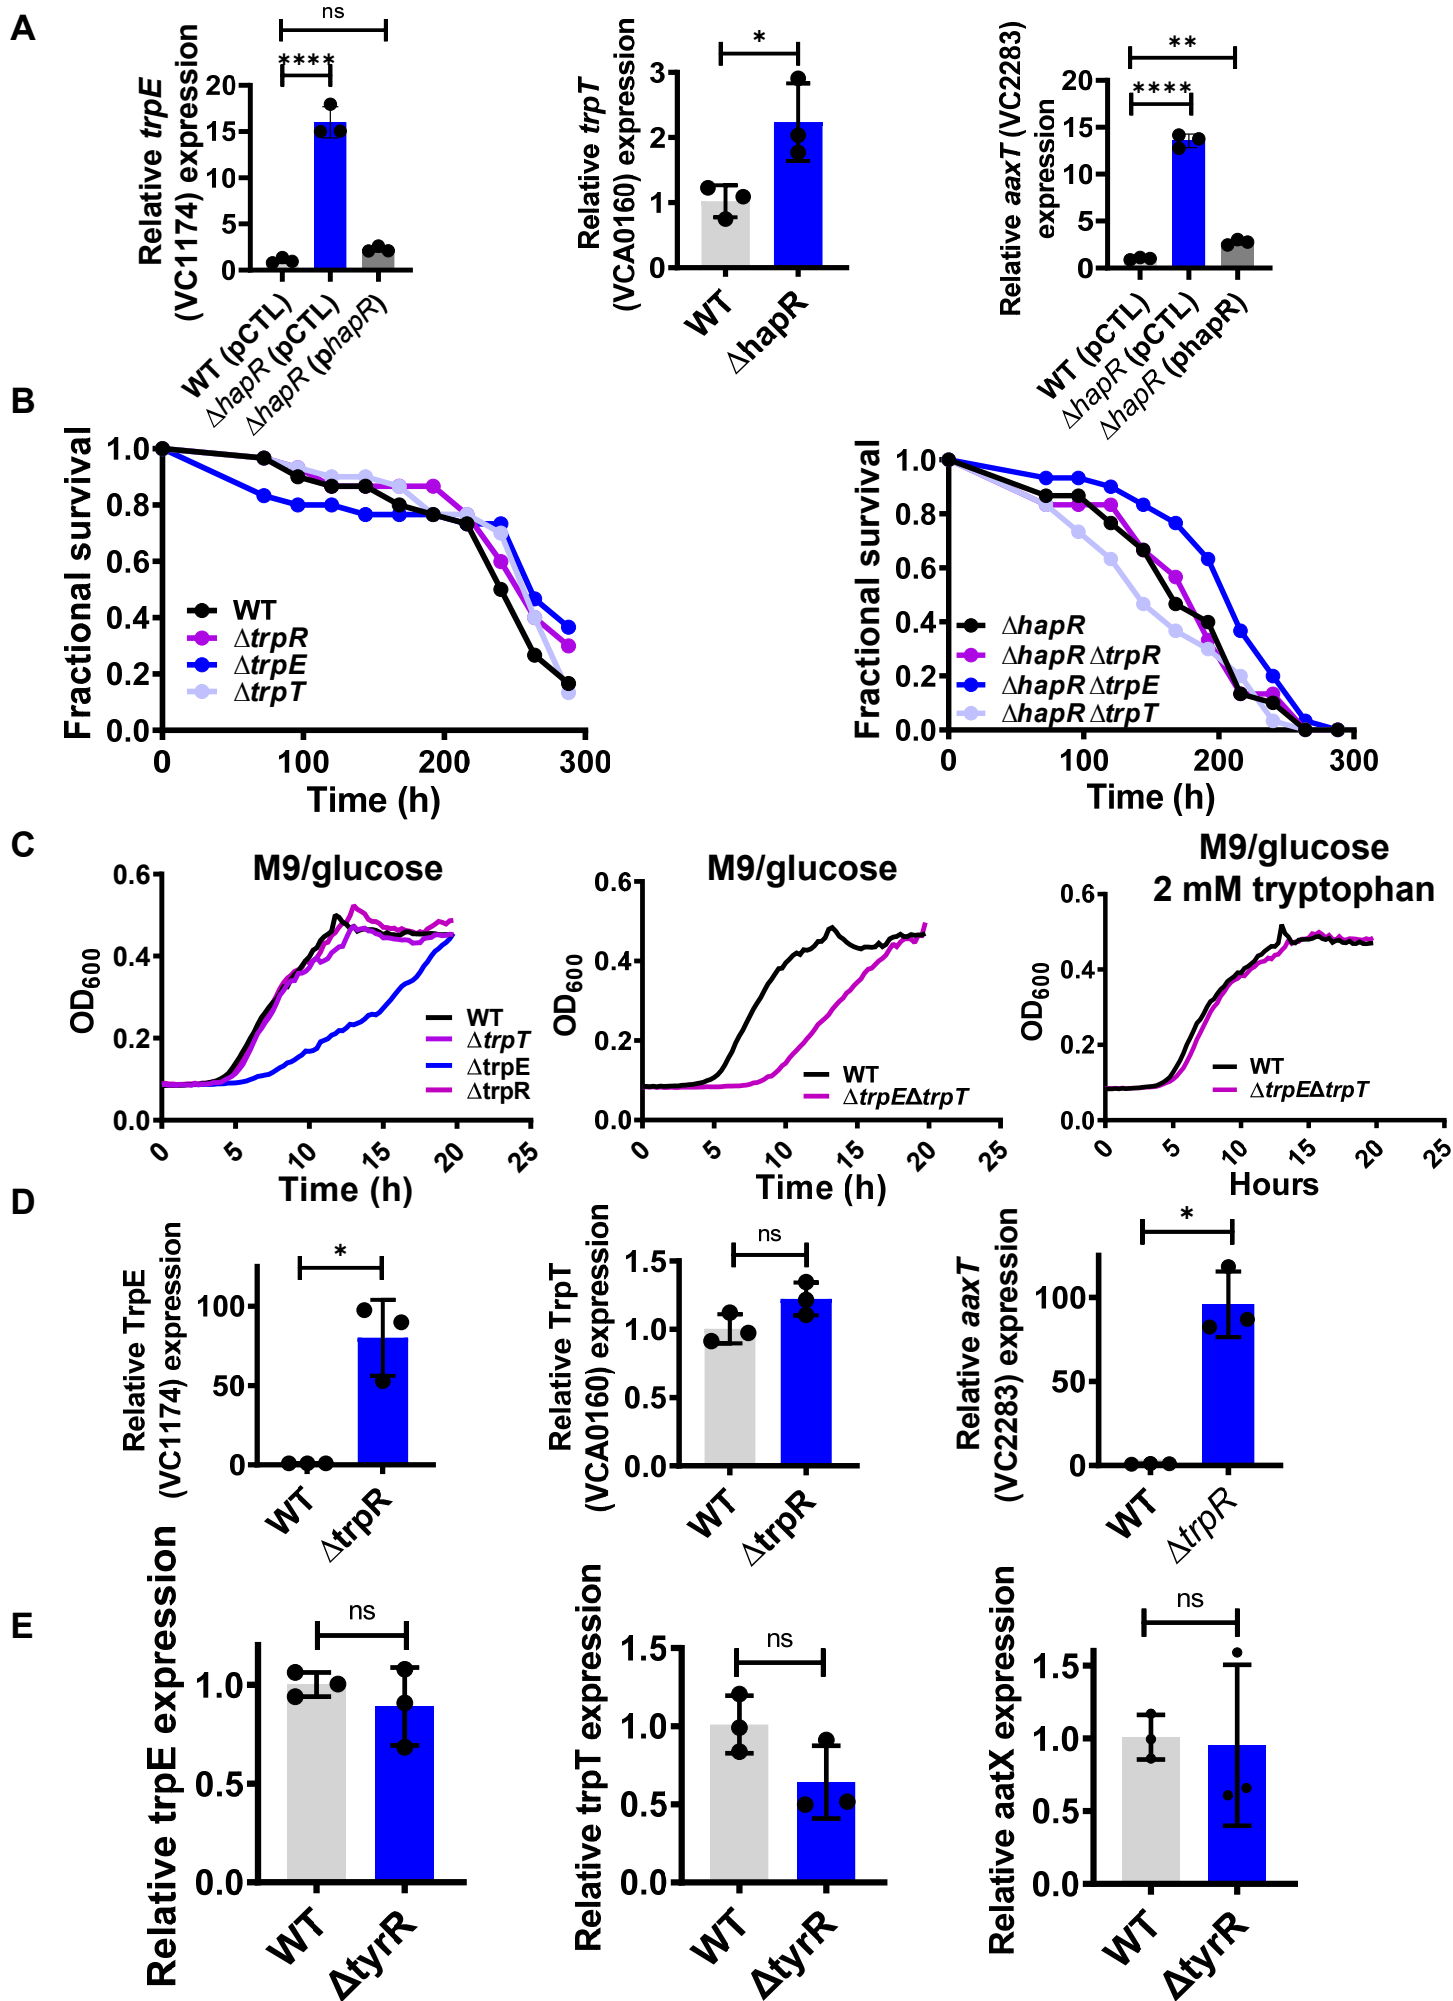 A
Relative trpE
(VC1174) expression
ns
****
20
15
10
5
0
WT (pCTL)
ΔhapR (pCTL)
ΔhapR (phapR)
Relative trpT
(VCA0160) expression
*
3
2
1
0
WT
ΔhapR
Relative aaxT (VC2283)
expression
**
****
20
15
10
5
0
WT (pCTL)
ΔhapR (pCTL)
ΔhapR (phapR)
B
Fractional survival
1.0
0.8
0.6
0.4
0.2
0.0
WT
ΔtrpR
ΔtrpE
ΔtrpT
0 100 200 300
Time (h)
Fractional survival
1.0
0.8
0.6
0.4
0.2
0.0
ΔhapR
ΔhapR ΔtrpR
ΔhapR ΔtrpE
ΔhapR ΔtrpT
0 100 200 300
Time (h)
C
M9/glucose
OD600
0.6
0.4
0.2
0.0
WT
ΔtrpT
ΔtrpE
ΔtrpR
0 5 10 15 20 25
Time (h)
M9/glucose
OD600
0.6
0.4
0.2
0.0
WT
ΔtrpEΔtrpT
0 5 10 15 20 25
Time (h)
M9/glucose
2 mM tryptophan
OD600
0.6
0.4
0.2
0.0
WT
ΔtrpEΔtrpT
0 5 10 15 20 25
Hours
D
Relative TrpE
(VC1174) expression
*
100
50
0
WT
ΔtrpR
Relative TrpT
(VCA0160) expression
ns
1.5
1.0
0.5
0.0
WT
ΔtrpR
Relative aaxT
(VC2283) expression
*
100
50
0
WT
ΔtrpR
E
Relative trpE expression
ns
1.0
0.5
0.0
WT
ΔtyrR
Relative trpT expression
ns
1.5
1.0
0.5
0.0
WT
ΔtyrR
Relative aatX expression
ns
1.5
1.0
0.5
0.0
WT
ΔtyrR